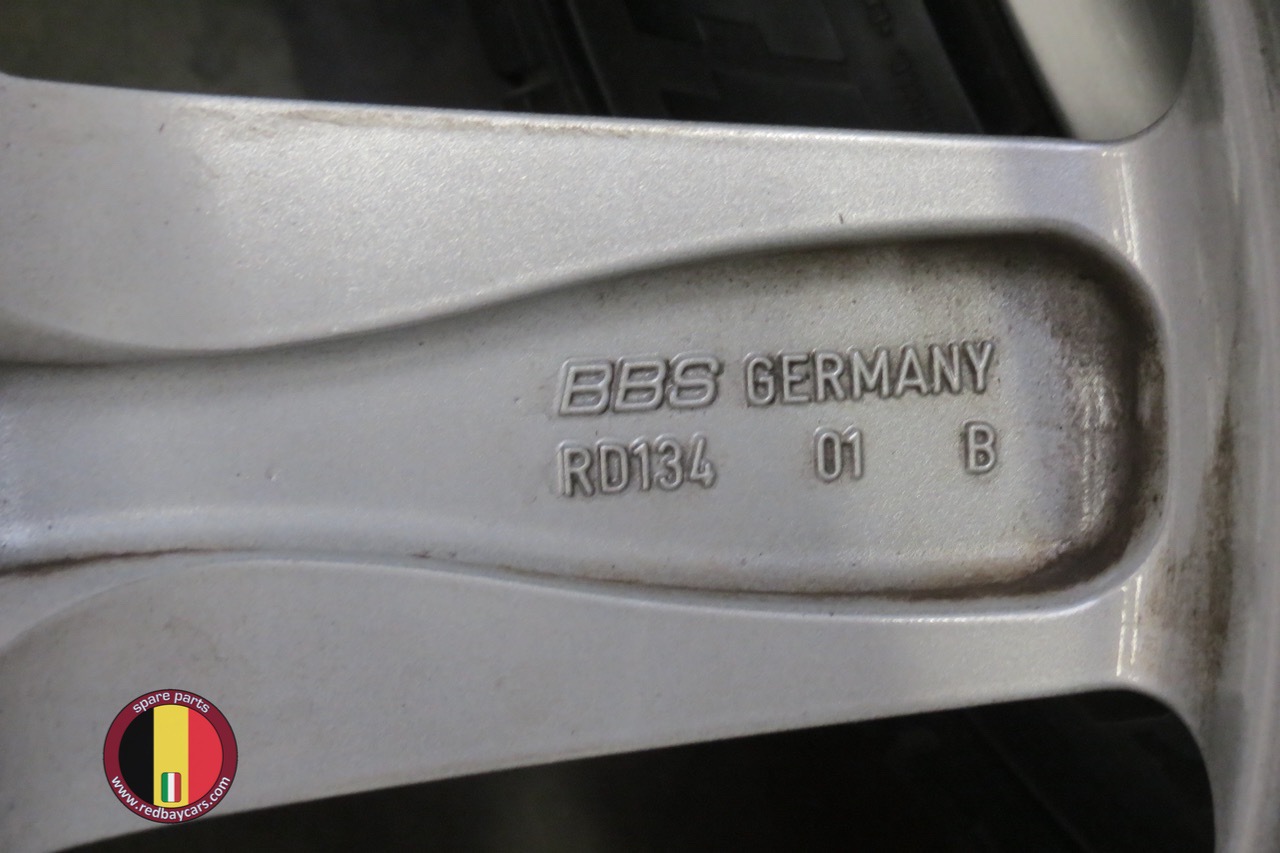 BBS GERMANY
RD134 01 B
spare parts
www.redbaycars.com